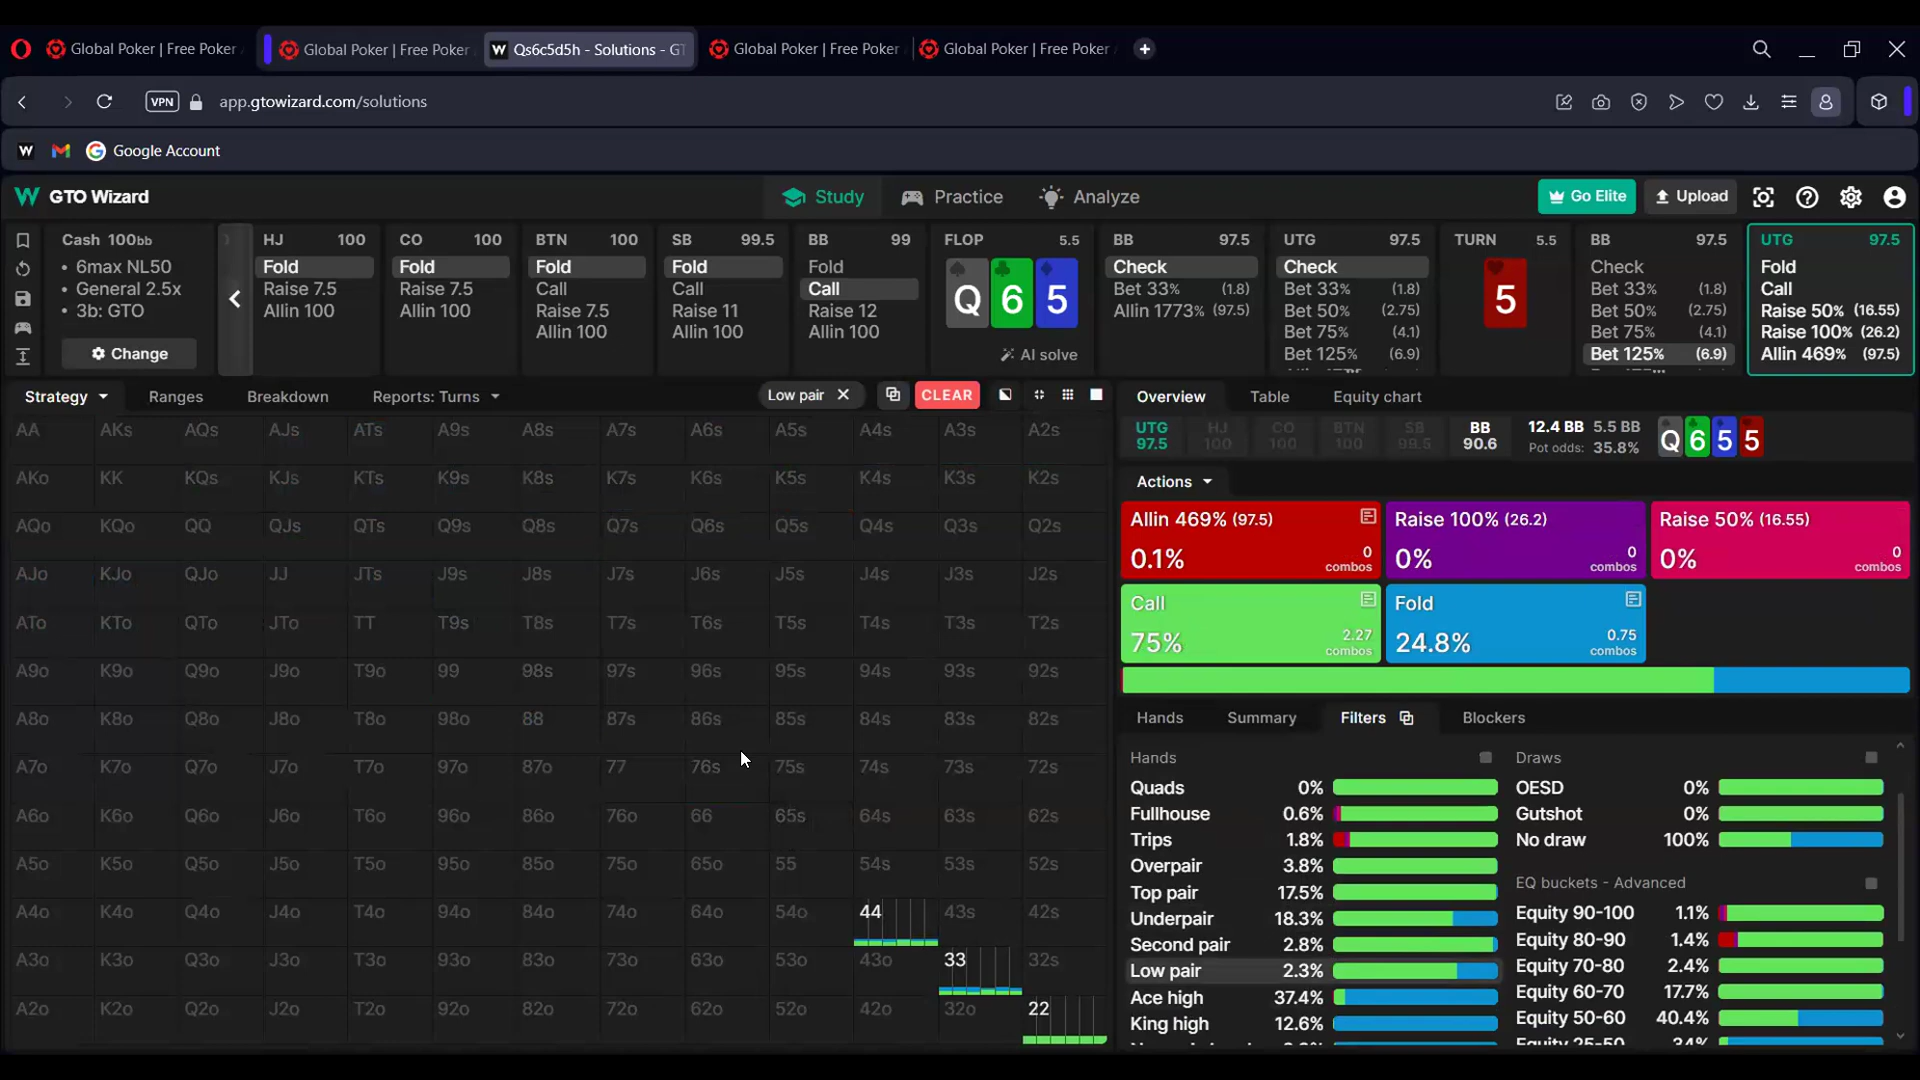 Global Poker | Free Poker
Global Poker | Free Poker
Qs6c5d5h - Solutions - GT
Global Poker | Free Poker
Global Poker | Free Poker
VPN
app.gtowizard.com/solutions
Google Account
GTO Wizard
Study
Practice
Analyze
Go Elite
Upload
Cash 100bb
• 6max NL50
• General 2.5x
• 3b: GTO
Change
HJ 100
Fold
Raise 7.5
Allin 100
CO 100
Fold
Raise 7.5
Allin 100
BTN 100
Fold
Call
Raise 7.5
Allin 100
SB 99.5
Fold
Call
Raise 11
Allin 100
BB 99
Fold
Call
Raise 12
Allin 100
FLOP 5.5
Q 6 5
AI solve
BB 97.5
Check
Bet 33% (1.8)
Allin 1773% (97.5)
UTG 97.5
Check
Bet 33% (1.8)
Bet 50% (2.75)
Bet 75% (4.1)
Bet 125% (6.9)
TURN 5.5
5
BB 97.5
Check
Bet 33% (1.8)
Bet 50% (2.75)
Bet 75% (4.1)
Bet 125% (6.9)
UTG 97.5
Fold
Call
Raise 50% (16.55)
Raise 100% (26.2)
Allin 469% (97.5)
Strategy
Ranges
Breakdown
Reports: Turns
Low pair
CLEAR
AA AKs AQs AJs ATs A9s A8s A7s A6s A5s A4s A3s A2s
AKo KK KQs KJs KTs K9s K8s K7s K6s K5s K4s K3s K2s
AQo KQo QQ QJs QTs Q9s Q8s Q7s Q6s Q5s Q4s Q3s Q2s
AJo KJo QJo JJ JTs J9s J8s J7s J6s J5s J4s J3s J2s
ATo KTo QTo JTo TT T9s T8s T7s T6s T5s T4s T3s T2s
A9o K9o Q9o J9o T9o 99 98s 97s 96s 95s 94s 93s 92s
A8o K8o Q8o J8o T8o 98o 88 87s 86s 85s 84s 83s 82s
A7o K7o Q7o J7o T7o 97o 87o 77 76s 75s 74s 73s 72s
A6o K6o Q6o J6o T6o 96o 86o 76o 66 65s 64s 63s 62s
A5o K5o Q5o J5o T5o 95o 85o 75o 65o 55 54s 53s 52s
A4o K4o Q4o J4o T4o 94o 84o 74o 64o 54o 44 43s 42s
A3o K3o Q3o J3o T3o 93o 83o 73o 63o 53o 43o 33 32s
A2o K2o Q2o J2o T2o 92o 82o 72o 62o 52o 42o 32o 22
Overview
Table
Equity chart
UTG 97.5
HJ 100
CO 100
BTN 100
SB 99.5
BB 90.6
12.4 BB 5.5 BB
Pot odds: 35.8%
Q 6 5 5
Actions
Allin 469% (97.5)
0.1% 0 combos
Raise 100% (26.2)
0% 0 combos
Raise 50% (16.55)
0% 0 combos
Call
75% 2.27 combos
Fold
24.8% 0.75 combos
Hands
Summary
Filters
Blockers
Hands
Quads 0%
Fullhouse 0.6%
Trips 1.8%
Overpair 3.8%
Top pair 17.5%
Underpair 18.3%
Second pair 2.8%
Low pair 2.3%
Ace high 37.4%
King high 12.6%
Draws
OESD 0%
Gutshot 0%
No draw 100%
EQ buckets - Advanced
Equity 90-100 1.1%
Equity 80-90 1.4%
Equity 70-80 2.4%
Equity 60-70 17.7%
Equity 50-60 40.4%
Equity 25-50 34%